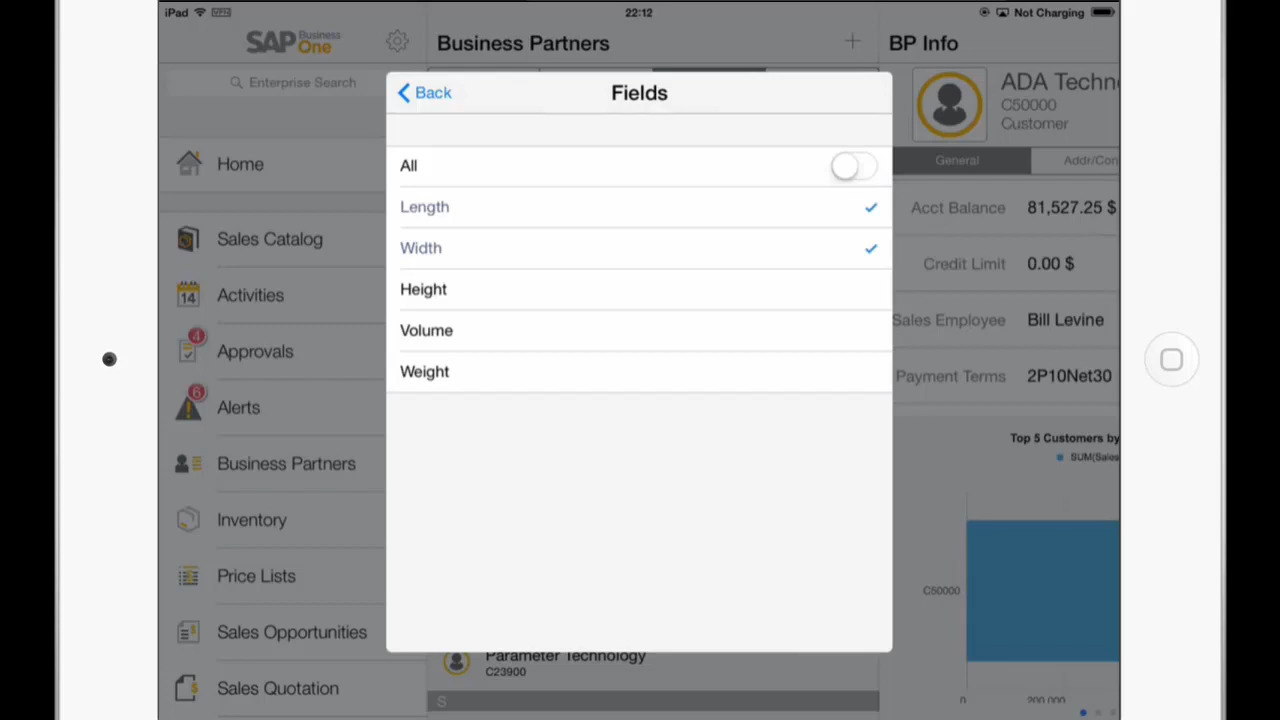 iPad VPN 22:12 Not Charging
SAP Business One
Business Partners
BP Info
Enterprise Search
Back
Fields
ADA Techn
C50000
Customer
Home
All
General
Addr/Con
Sales Catalog
Length
Acct Balance 81,527.25 $
Activities
14
Width
Credit Limit 0.00 $
Approvals
4
Height
Sales Employee Bill Levine
Alerts
6
Volume
Payment Terms 2P10Net30
Business Partners
Weight
Top 5 Customers by
SUM(Sales
Inventory
Price Lists
C50000
Sales Opportunities
Parameter Technology
C23900
Sales Quotation
S
0 200,000